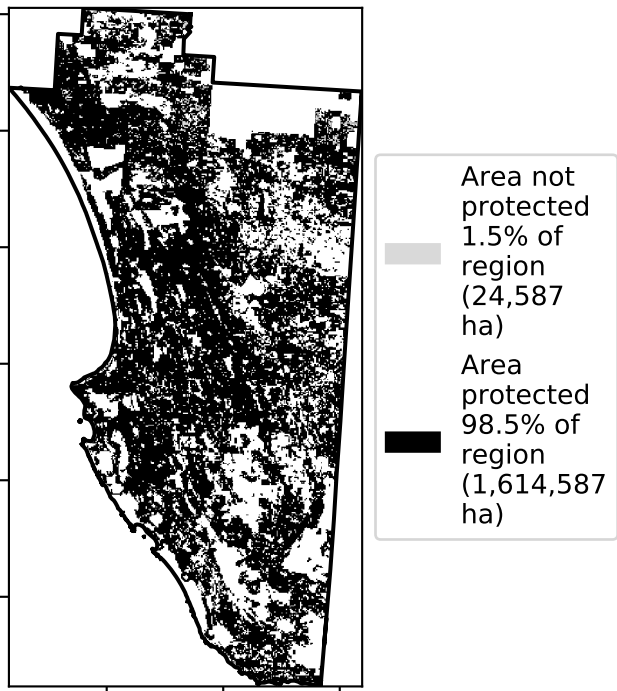 Area not
protected
1.5% of
region
(24,587
ha)
Area
protected
98.5% of
region
(1,614,587
ha)